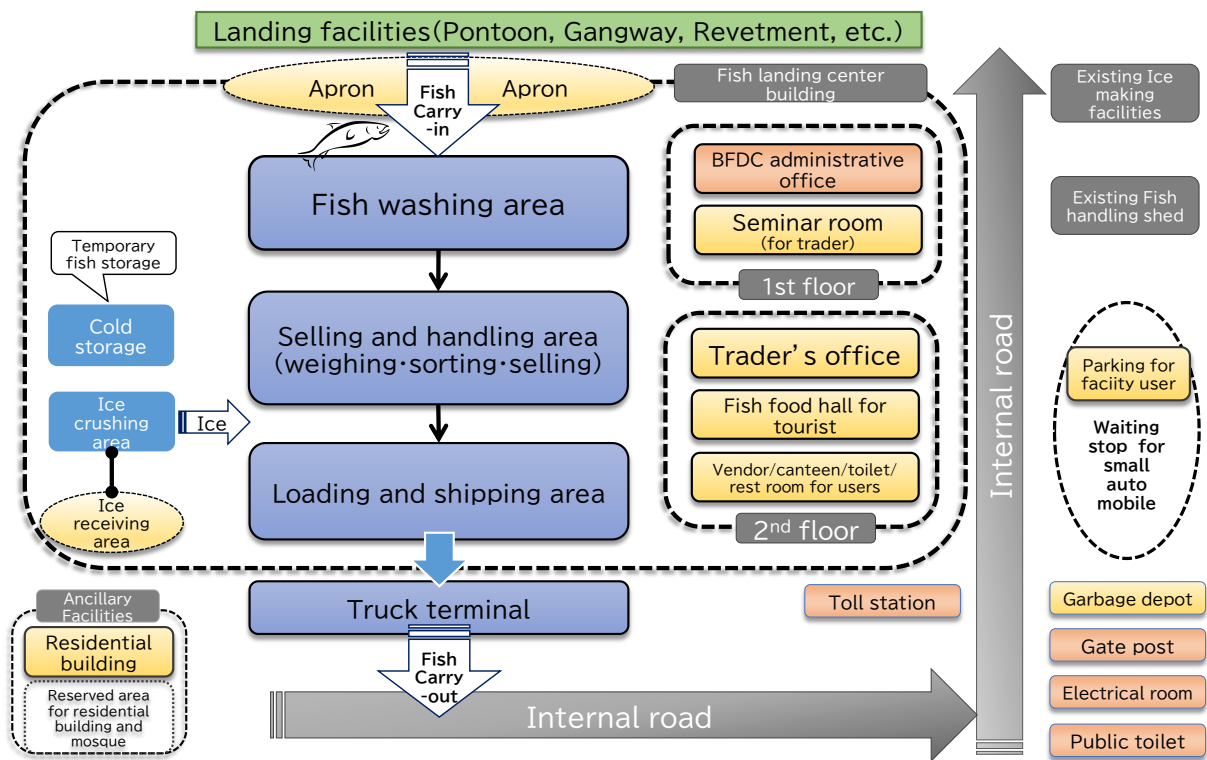 Landing facilities(Pontoon, Gangway, Revetment, etc.)
Apron
Fish
Carry
-in
Apron
Fish landing center
building
Existing Ice
making
facilities
BFDC administrative
office
Seminar room
(for trader)
1st floor
Existing Fish
handling shed
Fish washing area
Temporary
fish storage
Cold
storage
Selling and handling area
(weighing･sorting･selling)
Trader's office
Fish food hall for
tourist
Vendor/canteen/toilet/
rest room for users
2nd floor
Internal road
Parking for
faciity user
Waiting
stop for
small
auto
mobile
Ice
crushing
area
Ice
Loading and shipping area
Ice
receiving
area
Truck terminal
Toll station
Garbage depot
Gate post
Electrical room
Public toilet
Ancillary
Facilities
Residential
building
Reserved area
for residential
building and
mosque
Fish
Carry
-out
Internal road